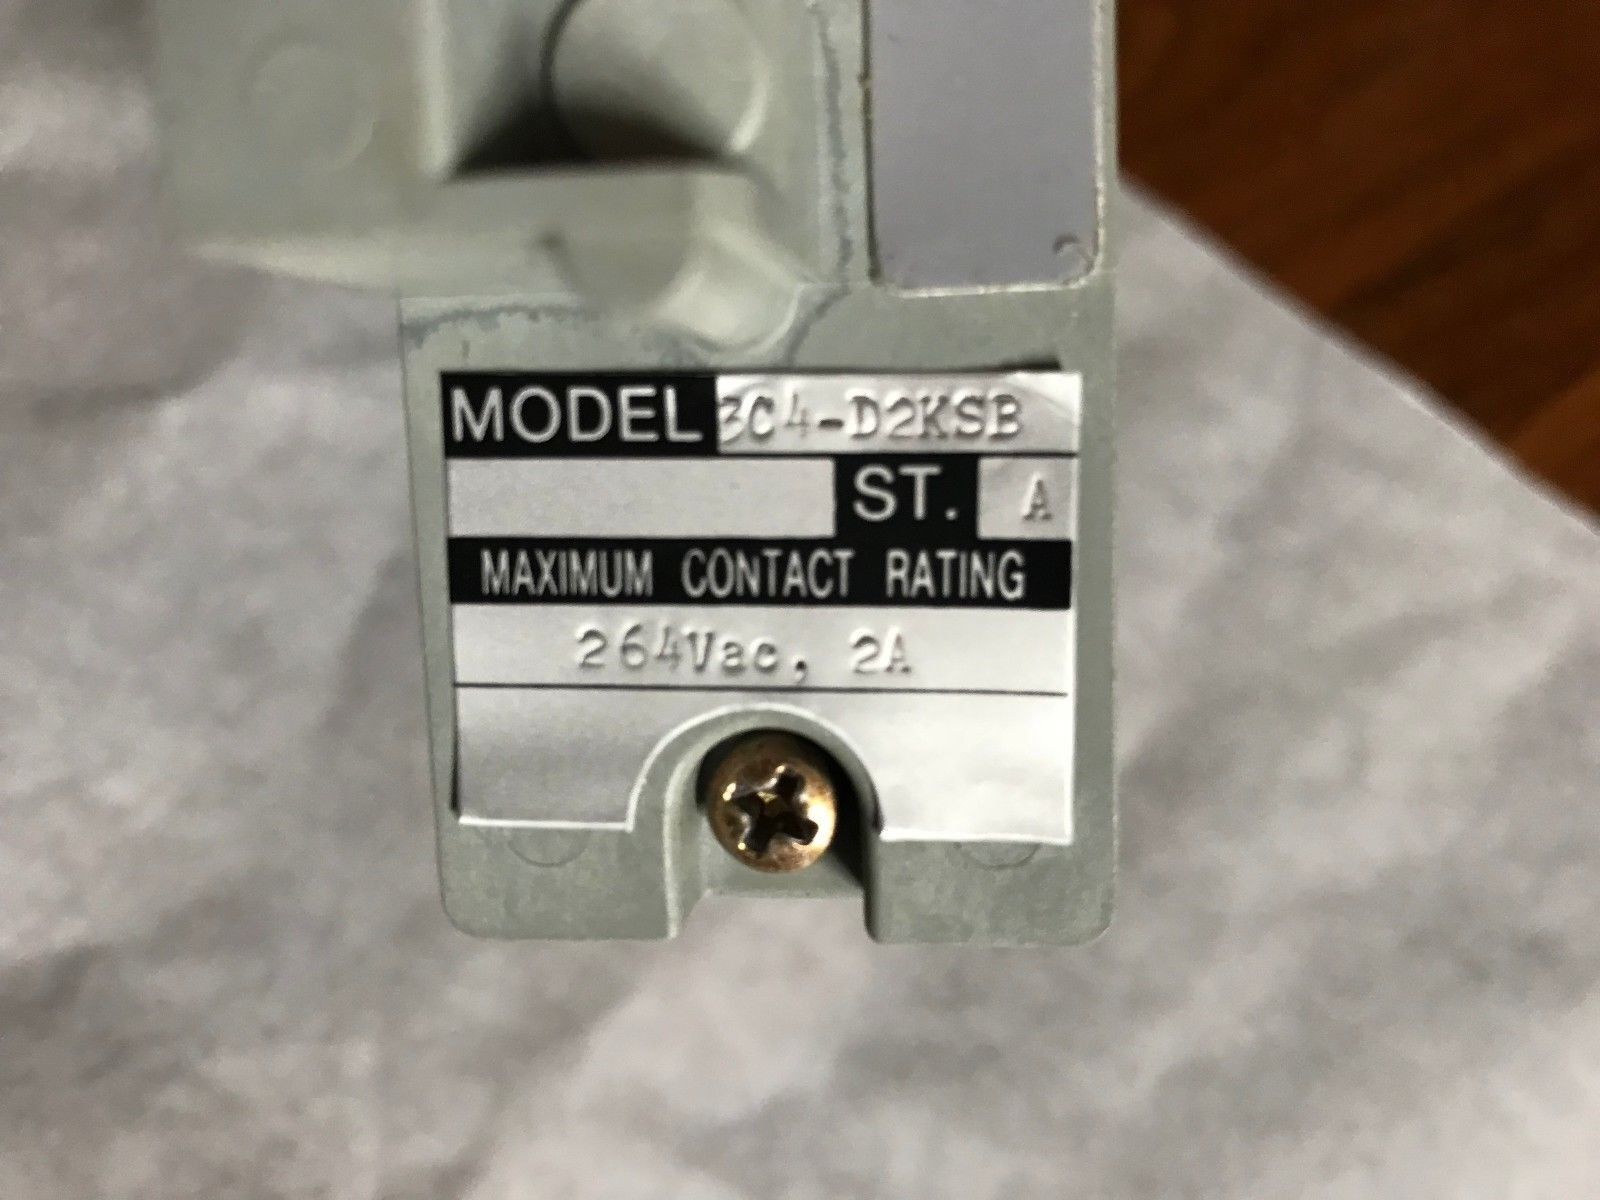 MODEL 3C4-D2KSB
ST. A
MAXIMUM CONTACT RATING
264Vac, 2A